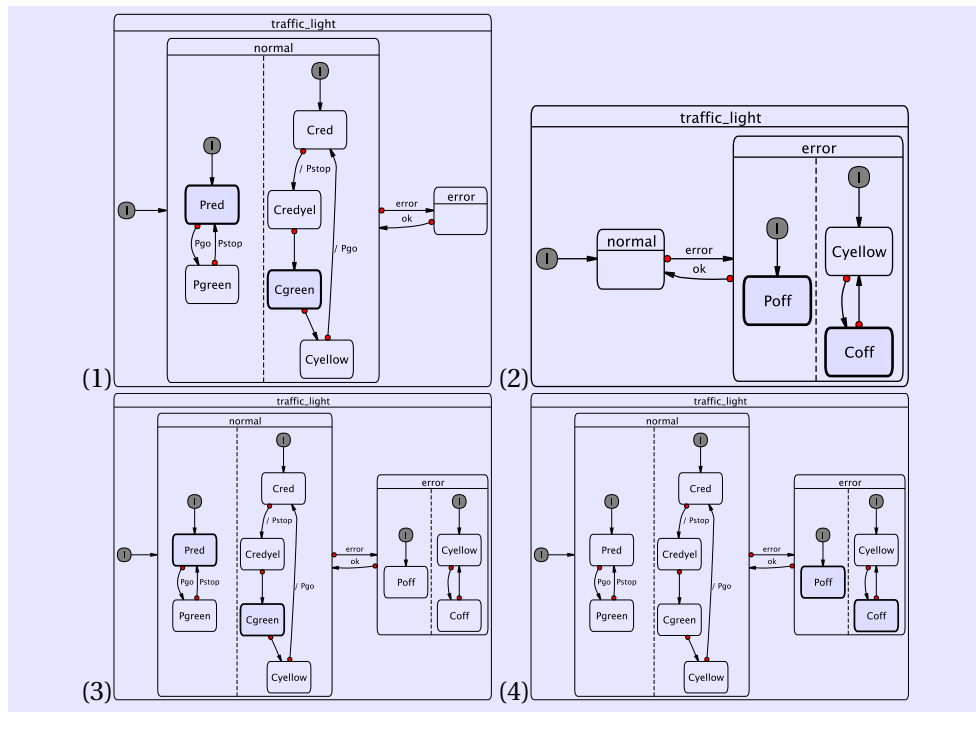 traffic_light
normal
I
I
Cred
/ Pstop
I
Pred
Credyel
error
error
ok
Pgo
Pstop
/ Pgo
Pgreen
Cgreen
Cyellow
(1)
traffic_light
error
I
I
normal
Cyellow
I
error
ok
Poff
Coff
(2)
traffic_light
normal
I
Cred
error
I
I
/ Pstop
I
Pred
Credyel
error
Cyellow
I
ok
Poff
Pgo
Pstop
/ Pgo
Pgreen
Cgreen
Coff
Cyellow
(3)
traffic_light
normal
I
Cred
error
I
I
/ Pstop
I
Pred
Credyel
error
Cyellow
I
ok
Poff
Pgo
Pstop
/ Pgo
Pgreen
Cgreen
Coff
Cyellow
(4)